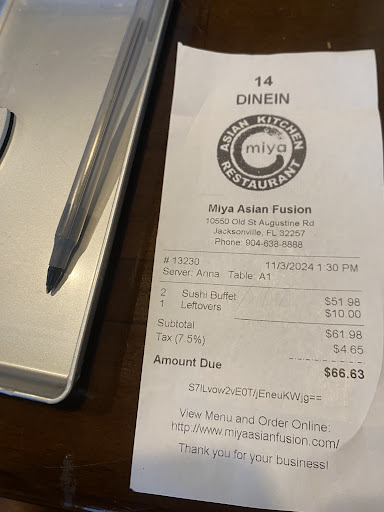 14
DINEIN
ASIAN KITCHEN
miya
RESTAURANT
Miya Asian Fusion
10550 Old St Augustine Rd
Jacksonville, FL 32257
Phone: 904-638-8888
# 13230 11/3/2024 1:30 PM
Server: Anna Table: A1
2 Sushi Buffet $51.98
1 Leftovers $10.00
Subtotal $61.98
Tax (7.5%) $4.65
Amount Due $66.63
S7lLvow2vE0T/jEneuKWjg==
View Menu and Order Online:
http://www.miyaasianfusion.com/
Thank you for your business!